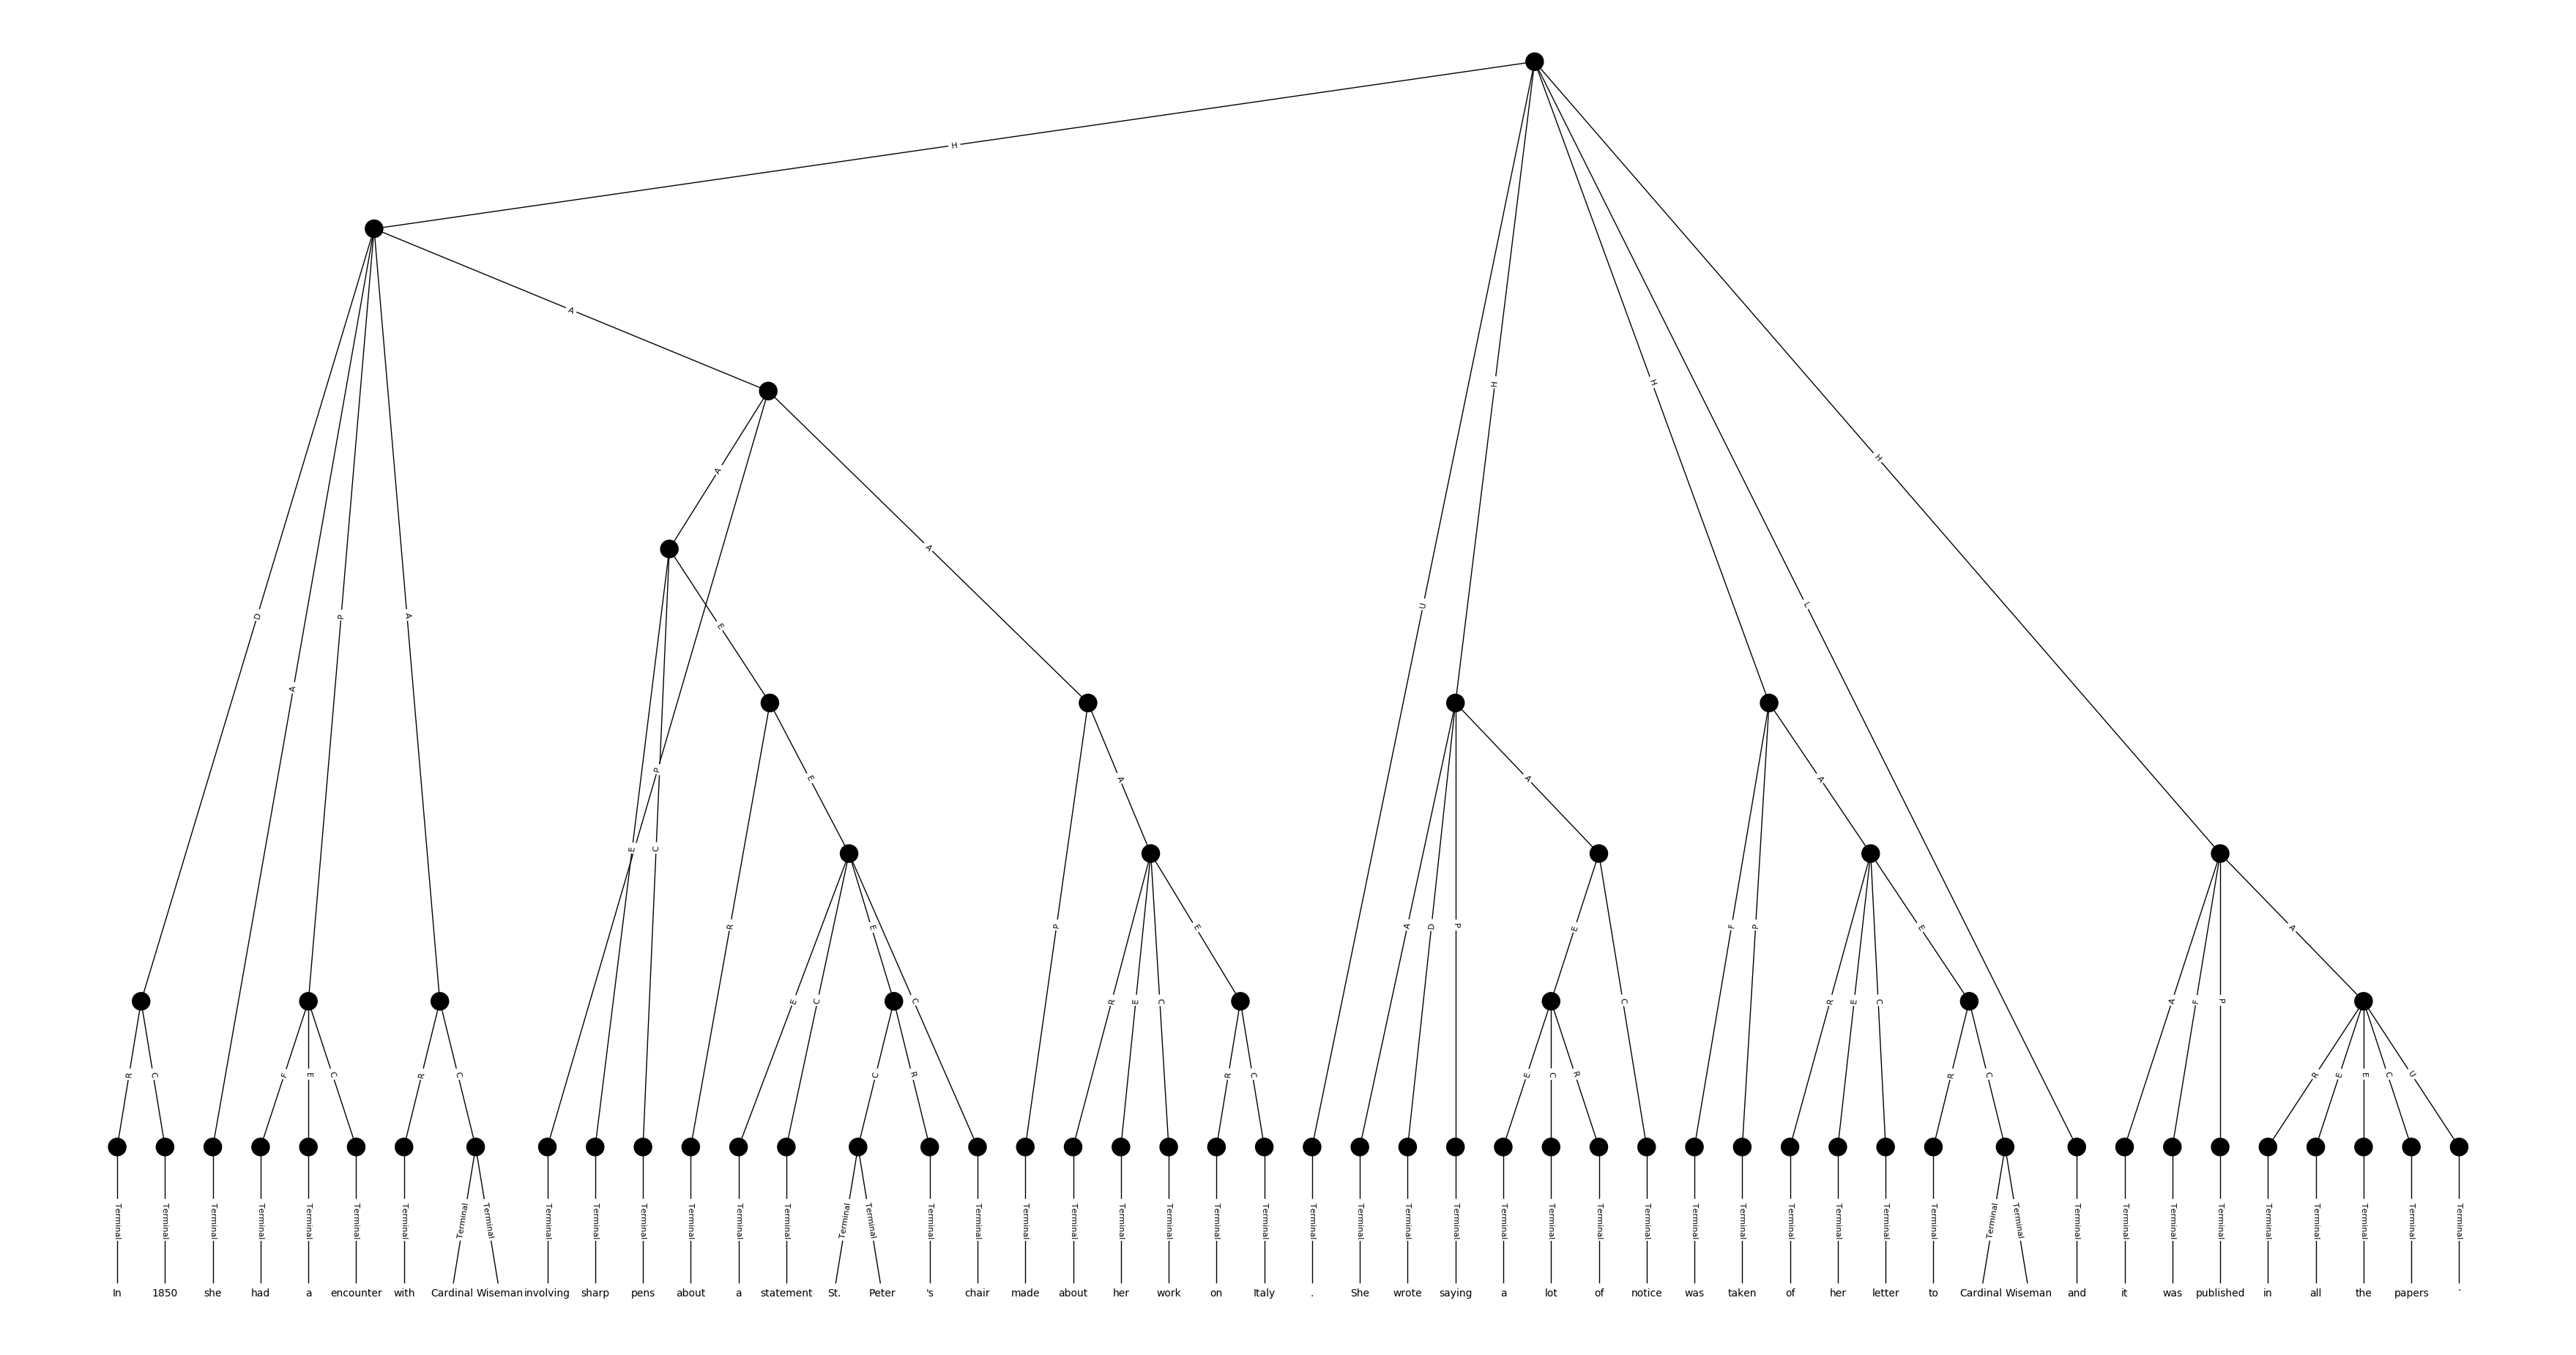 H
A
A
A
H
H
H
D
P
A
E
U
L
A
P
E
A
A
A
E
C
R
E
P
E
A
D
P
E
F
P
E
A
E
C
C
R
E
C
C
R
E
C
A
F
P
R
C
F
E
C
R
C
C
R
R
C
E
C
R
R
C
R
E
E
C
U
Terminal Terminal Terminal Terminal Terminal Terminal Terminal Terminal Terminal Terminal Terminal Terminal Terminal Terminal Terminal Terminal Terminal Terminal Terminal Terminal Terminal Terminal Terminal Terminal Terminal Terminal Terminal Terminal Terminal Terminal Terminal Terminal Terminal Terminal Terminal Terminal Terminal Terminal Terminal Terminal Terminal Terminal Terminal Terminal Terminal Terminal Terminal Terminal Terminal Terminal Terminal
In 1850 she had a encounter with Cardinal Wiseman involving sharp pens about a statement St. Peter 's chair made about her work on Italy . She wrote saying a lot of notice was taken of her letter to Cardinal Wiseman and it was published in all the papers .